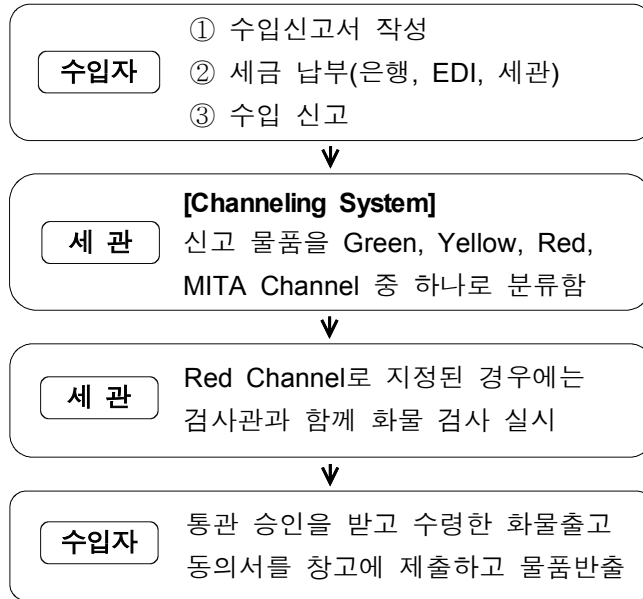 수입자
① 수입신고서 작성
② 세금 납부(은행, EDI, 세관)
③ 수입 신고
세 관
[Channeling System]
신고 물품을 Green, Yellow, Red,
MITA Channel 중 하나로 분류함
세 관
Red Channel로 지정된 경우에는
검사관과 함께 화물 검사 실시
수입자
통관 승인을 받고 수령한 화물출고
동의서를 창고에 제출하고 물품반출